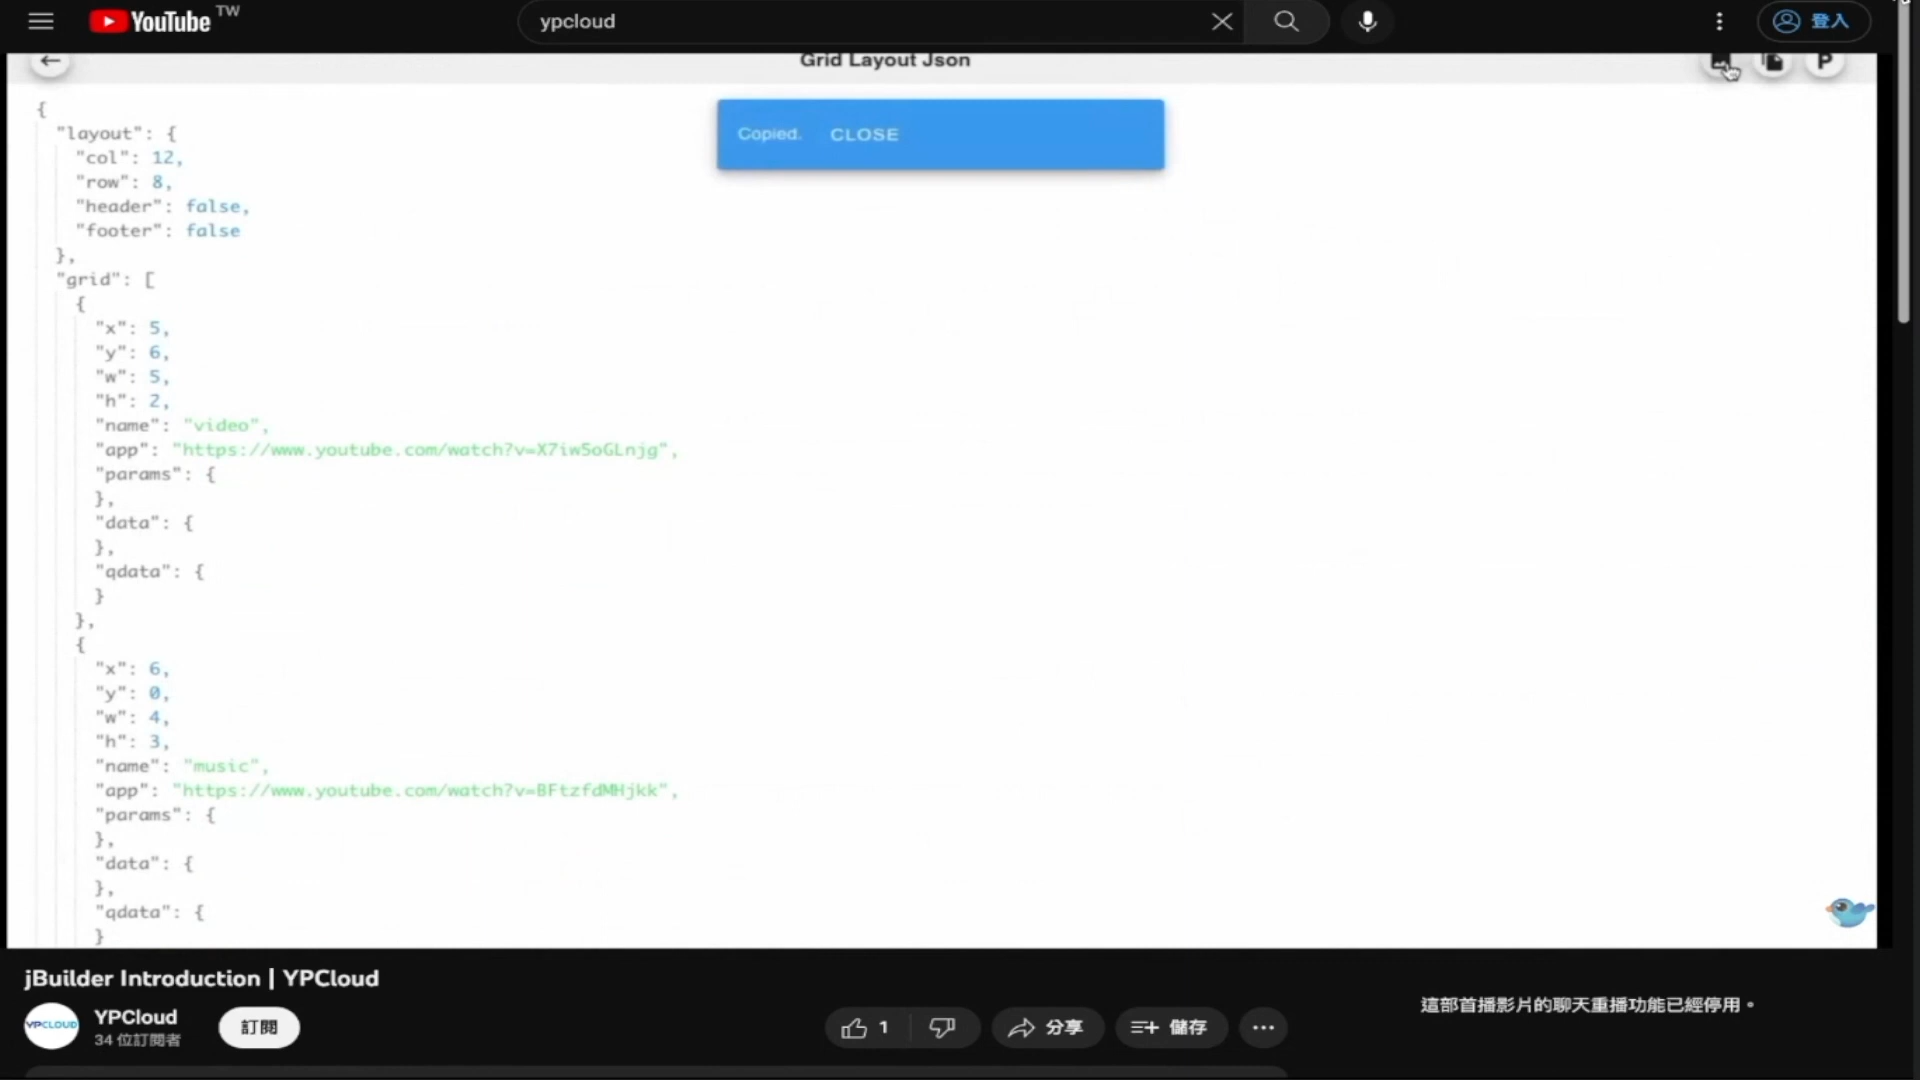 YouTube TW
ypcloud
登入
Grid Layout Json
P
Copied. CLOSE
{
"layout": {
"col": 12,
"row": 8,
"header": false,
"footer": false
},
"grid": [
{
"x": 5,
"y": 6,
"w": 5,
"h": 2,
"name": "video",
"app": "https://www.youtube.com/watch?v=X7iw5oGLnjg",
"params": {
},
"data": {
},
"qdata": {
}
},
{
"x": 6,
"y": 0,
"w": 4,
"h": 3,
"name": "music",
"app": "https://www.youtube.com/watch?v=BFtzfdMHjkk",
"params": {
},
"data": {
},
"qdata": {
}
jBuilder Introduction | YPCloud
YPCLOUD
YPCloud
34 位訂閱者
訂閱
1
分享
儲存
這部首播影片的聊天重播功能已經停用。